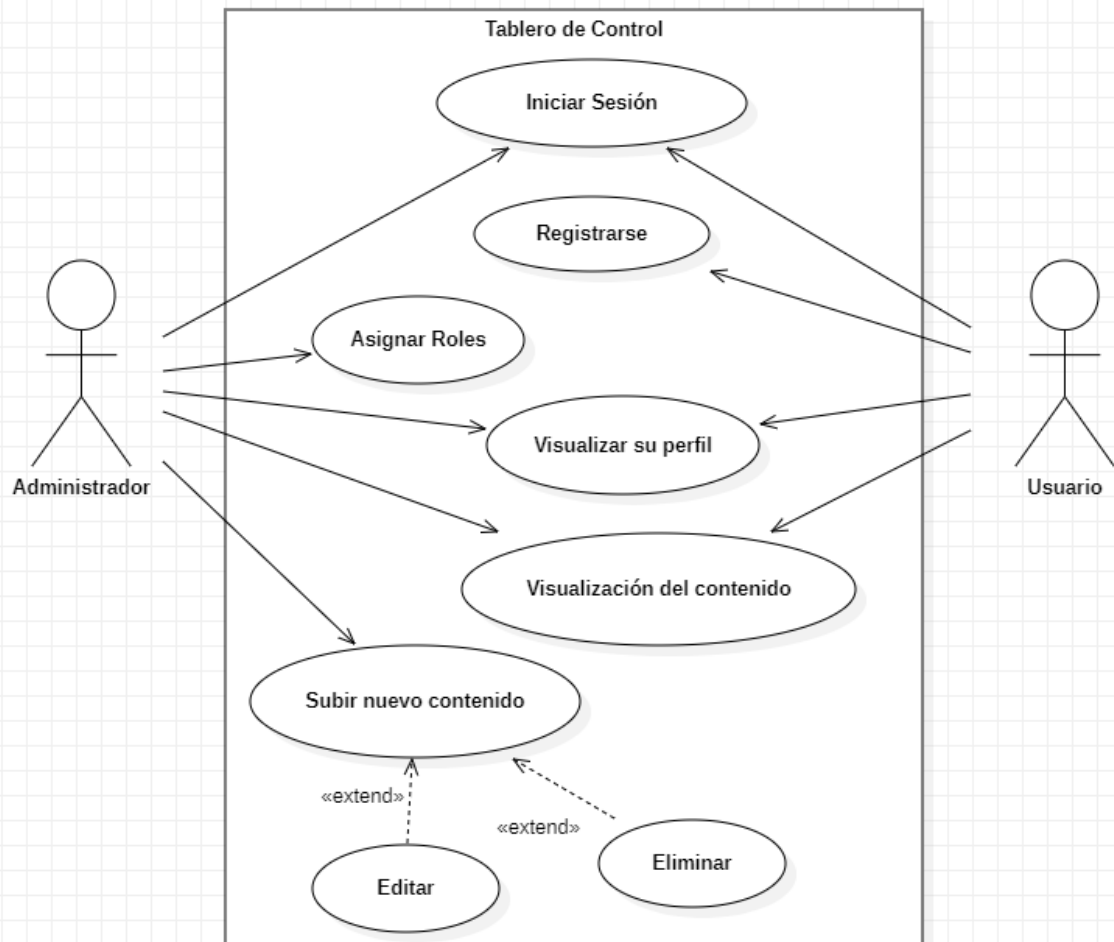 Tablero de Control
Iniciar Sesión
Registrarse
Asignar Roles
Visualizar su perfil
Administrador
Usuario
Visualización del contenido
Subir nuevo contenido
«extend»
«extend»
Editar
Eliminar